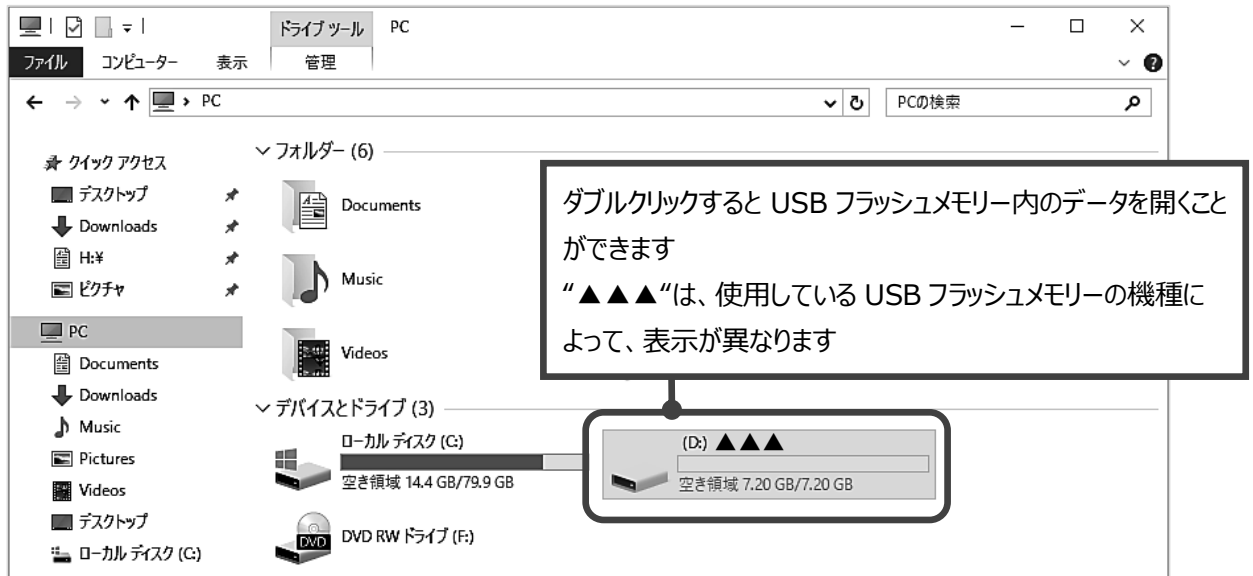 ドライブ ツール PC
ファイル コンピューター 表示 管理
PC
PCの検索
クイック アクセス
デスクトップ
Downloads
H:¥
ピクチャ
PC
Documents
Downloads
Music
Pictures
Videos
デスクトップ
ローカル ディスク (C:)
フォルダー (6)
Documents
Music
Videos
ダブルクリックすると USB フラッシュメモリー内のデータを開くこと
ができます
“▲▲▲“は、使用している USB フラッシュメモリーの機種に
よって、表示が異なります
デバイスとドライブ (3)
ローカル ディスク (C:)
空き領域 14.4 GB/79.9 GB
(D:) ▲▲▲
空き領域 7.20 GB/7.20 GB
DVD
DVD RW ドライブ (F:)